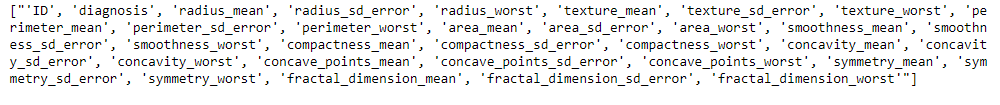 ["'ID', 'diagnosis', 'radius_mean', 'radius_sd_error', 'radius_worst', 'texture_mean', 'texture_sd_error', 'texture_worst', 'pe
rimeter_mean', 'perimeter_sd_error', 'perimeter_worst', 'area_mean', 'area_sd_error', 'area_worst', 'smoothness_mean', 'smoothn
ess_sd_error', 'smoothness_worst', 'compactness_mean', 'compactness_sd_error', 'compactness_worst', 'concavity_mean', 'concavit
y_sd_error', 'concavity_worst', 'concave_points_mean', 'concave_points_sd_error', 'concave_points_worst', 'symmetry_mean', 'sym
metry_sd_error', 'symmetry_worst', 'fractal_dimension_mean', 'fractal_dimension_sd_error', 'fractal_dimension_worst'"]